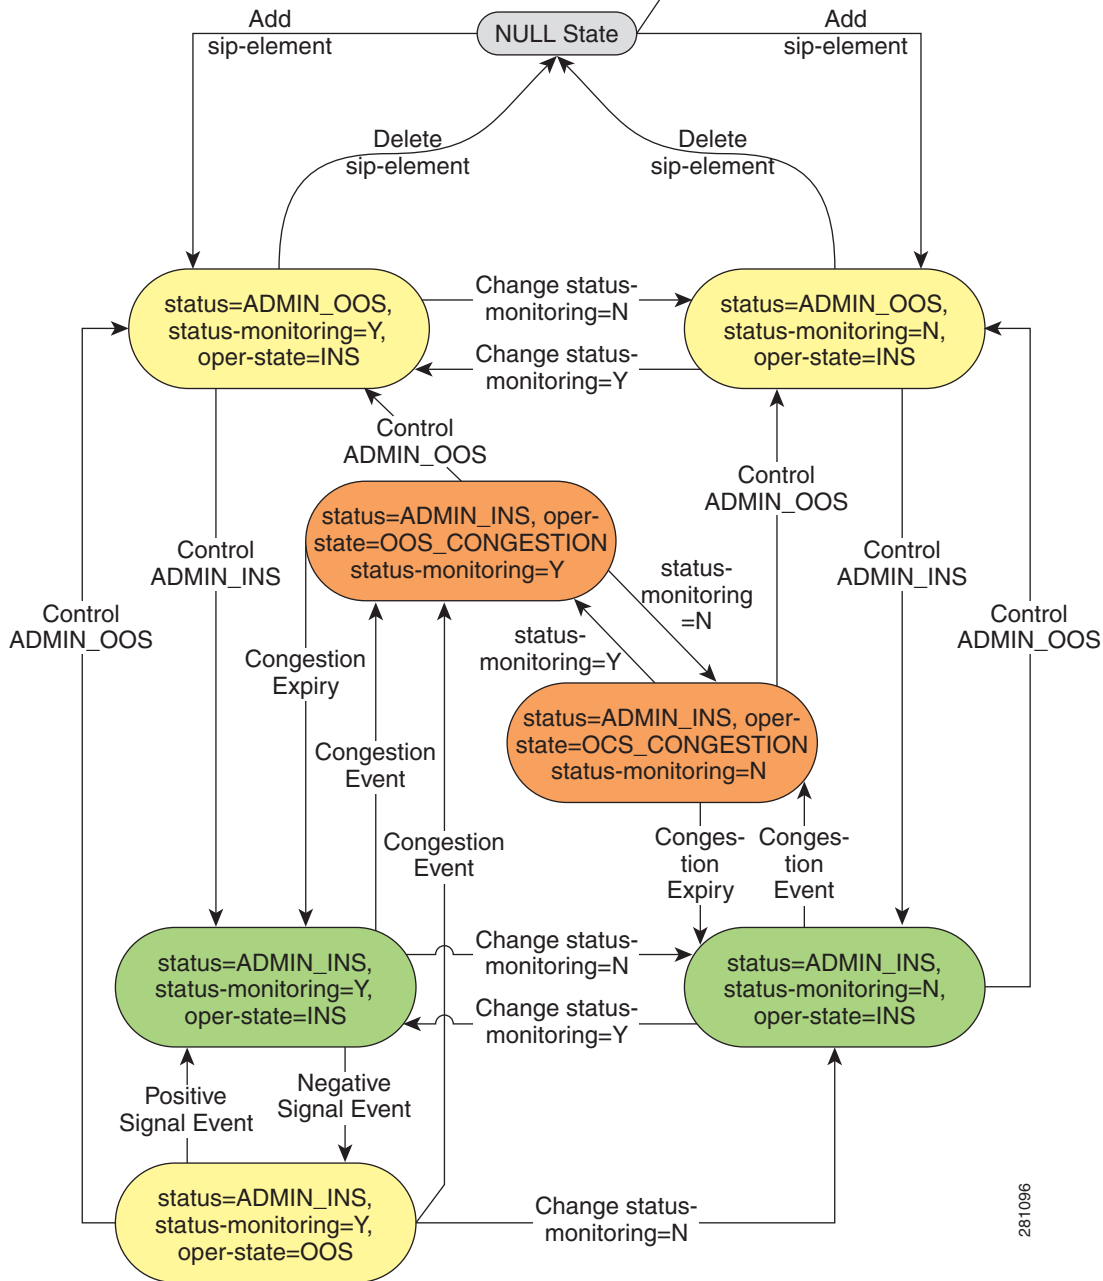 Add
sip-element
NULL State
Add
sip-element
Delete
sip-element
Delete
sip-element
status=ADMIN_OOS,
status-monitoring=Y,
oper-state=INS
Change status-
monitoring=N
Change status-
monitoring=Y
status=ADMIN_OOS,
status-monitoring=N,
oper-state=INS
Control
ADMIN_OOS
Control
ADMIN_OOS
status=ADMIN_INS, oper-
state=OOS_CONGESTION
status-monitoring=Y
Control
ADMIN_INS
Control
ADMIN_INS
status-
monitoring
=N
Control
ADMIN_OOS
Control
ADMIN_OOS
status-
monitoring=Y
Congestion
Expiry
status=ADMIN_INS, oper-
state=OCS_CONGESTION
status-monitoring=N
Congestion
Event
Congestion
Event
Conges-
tion
Expiry
Conges-
tion
Event
status=ADMIN_INS,
status-monitoring=Y,
oper-state=INS
Change status-
monitoring=N
Change status-
monitoring=Y
status=ADMIN_INS,
status-monitoring=N,
oper-state=INS
Positive
Signal Event
Negative
Signal Event
status=ADMIN_INS,
status-monitoring=Y,
oper-state=OOS
Change status-
monitoring=N
281096